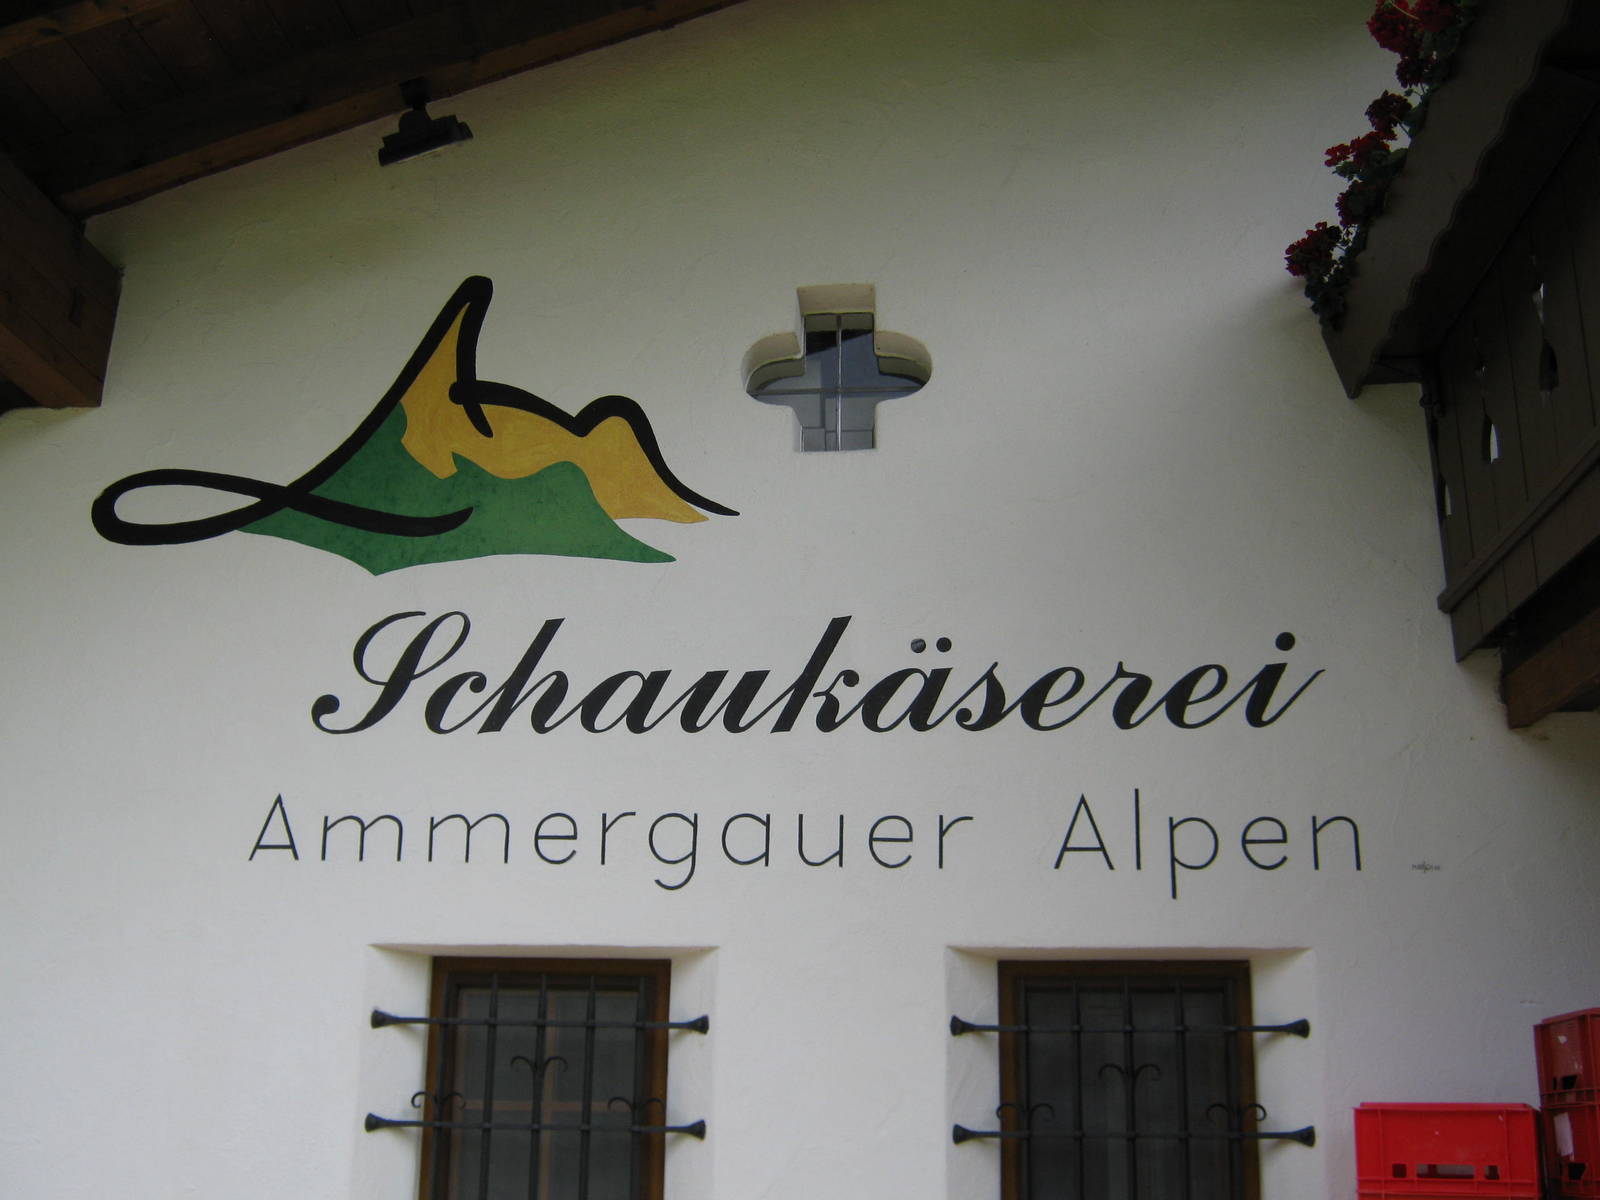 Schaukäserei
Ammergauer Alpen